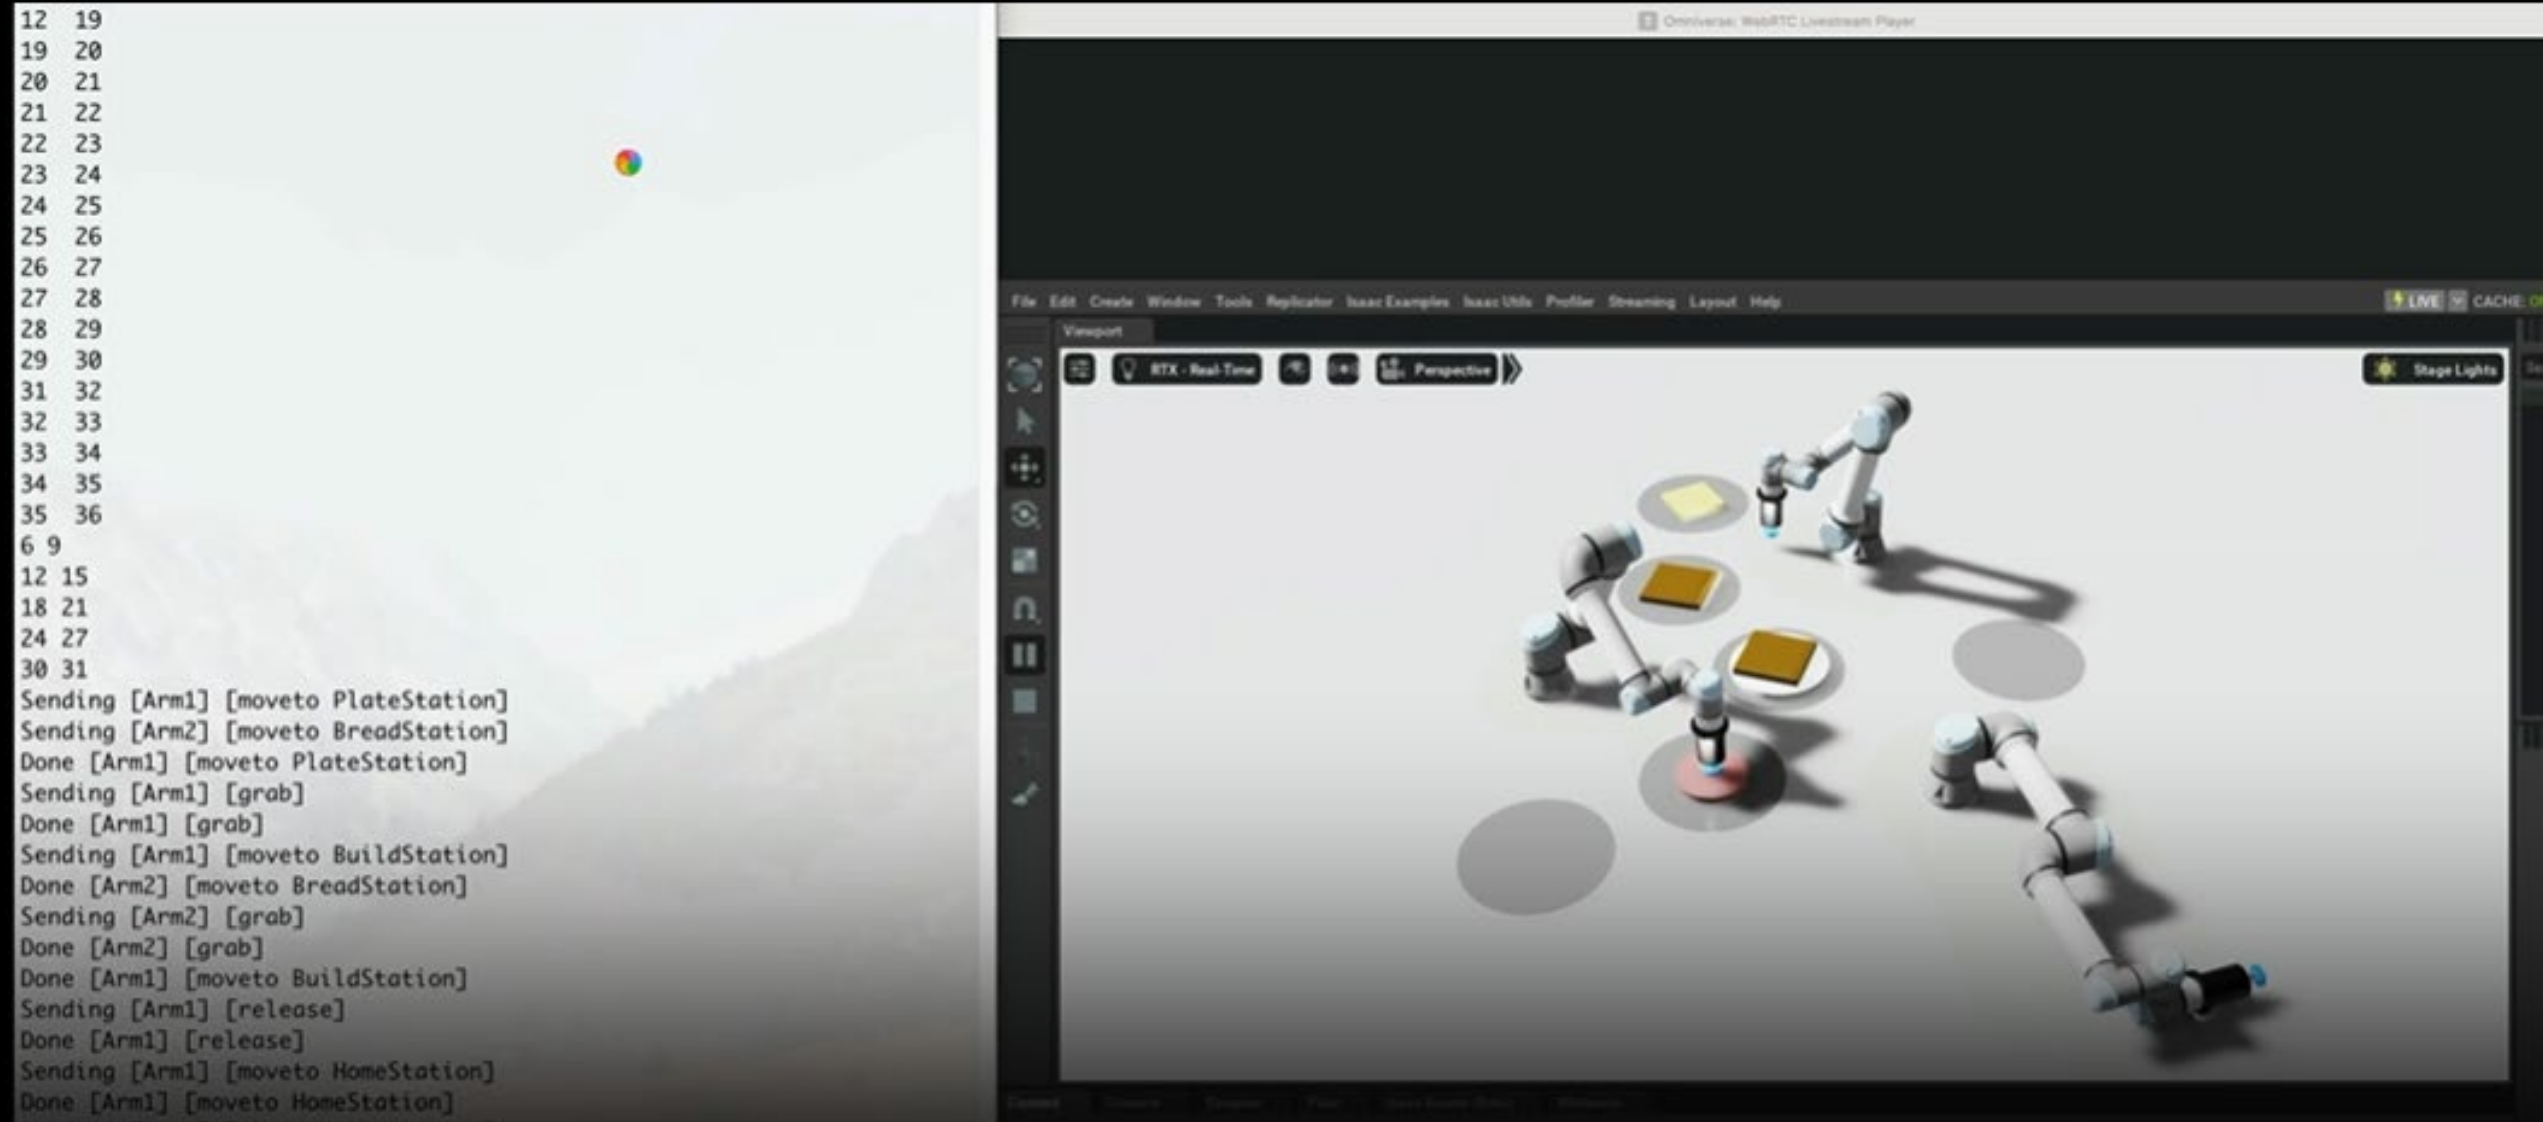 12  19
19  20
20  21
21  22
22  23
23  24
24  25
25  26
26  27
27  28
28  29
29  30
31  32
32  33
33  34
34  35
35  36
6 9
12 15
18 21
24 27
30 31
Sending [Arm1] [moveto PlateStation]
Sending [Arm2] [moveto BreadStation]
Done [Arm1] [moveto PlateStation]
Sending [Arm1] [grab]
Done [Arm1] [grab]
Sending [Arm1] [moveto BuildStation]
Done [Arm2] [moveto BreadStation]
Sending [Arm2] [grab]
Done [Arm2] [grab]
Done [Arm1] [moveto BuildStation]
Sending [Arm1] [release]
Done [Arm1] [release]
Sending [Arm1] [moveto HomeStation]
Done [Arm1] [moveto HomeStation]
Omniverse: WebRTC Livestream Player
File Edit Create Window Tools Replicator Isaac Examples Isaac Utils Profiler Streaming Layout Help
LIVE CACHE:
Viewport
RTX - Real-Time Perspective Stage Lights
Content